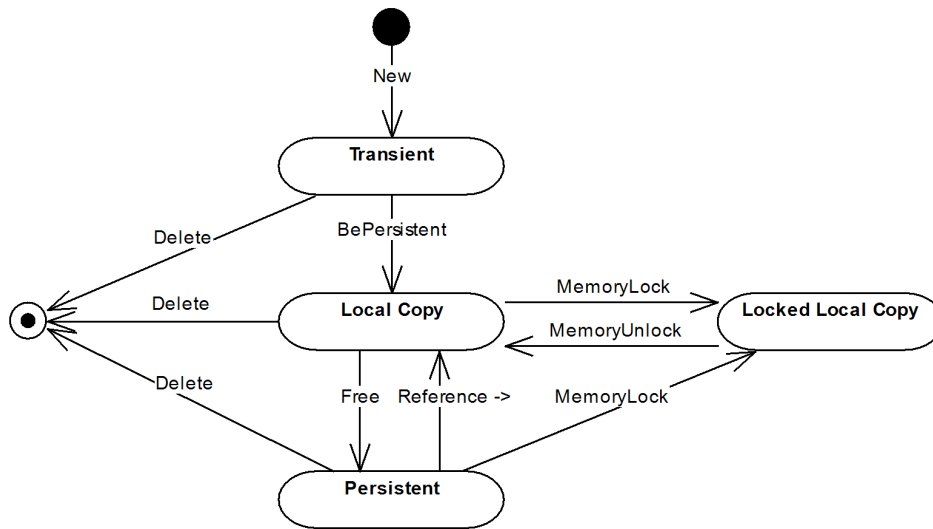 New
Transient
BePersistent
Delete
MemoryLock
Delete
Local Copy
Locked Local Copy
MemoryUnlock
Delete
Free
Reference ->
MemoryLock
Persistent